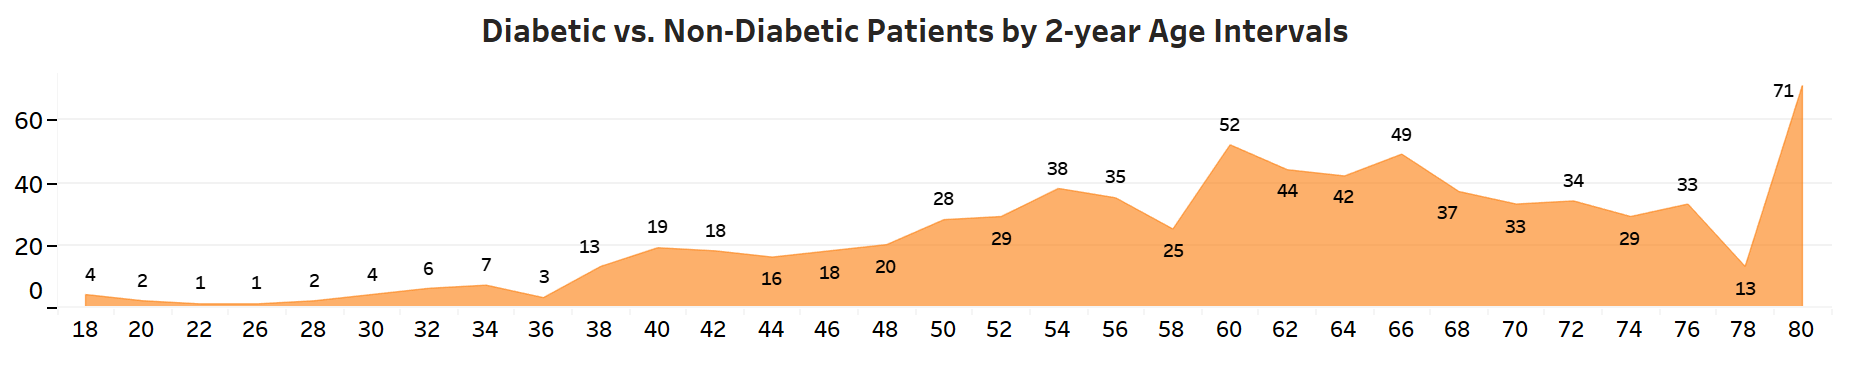 Diabetic vs. Non-Diabetic Patients by 2-year Age Intervals
60
40
20
0
4 2 1 1 2 4 6 7 3 13 19 18 16 18 20 28 29 38 35 25 52 44 42 49 37 33 34 29 33 13 71
18 20 22 26 28 30 32 34 36 38 40 42 44 46 48 50 52 54 56 58 60 62 64 66 68 70 72 74 76 78 80